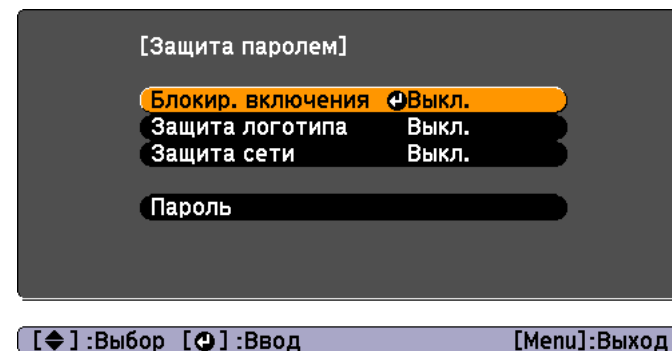 [Защита паролем]
Блокир. включения Выкл.
Защита логотипа Выкл.
Защита сети Выкл.
Пароль
[◆] :Выбор [↵] :Ввод [Menu]:Выход